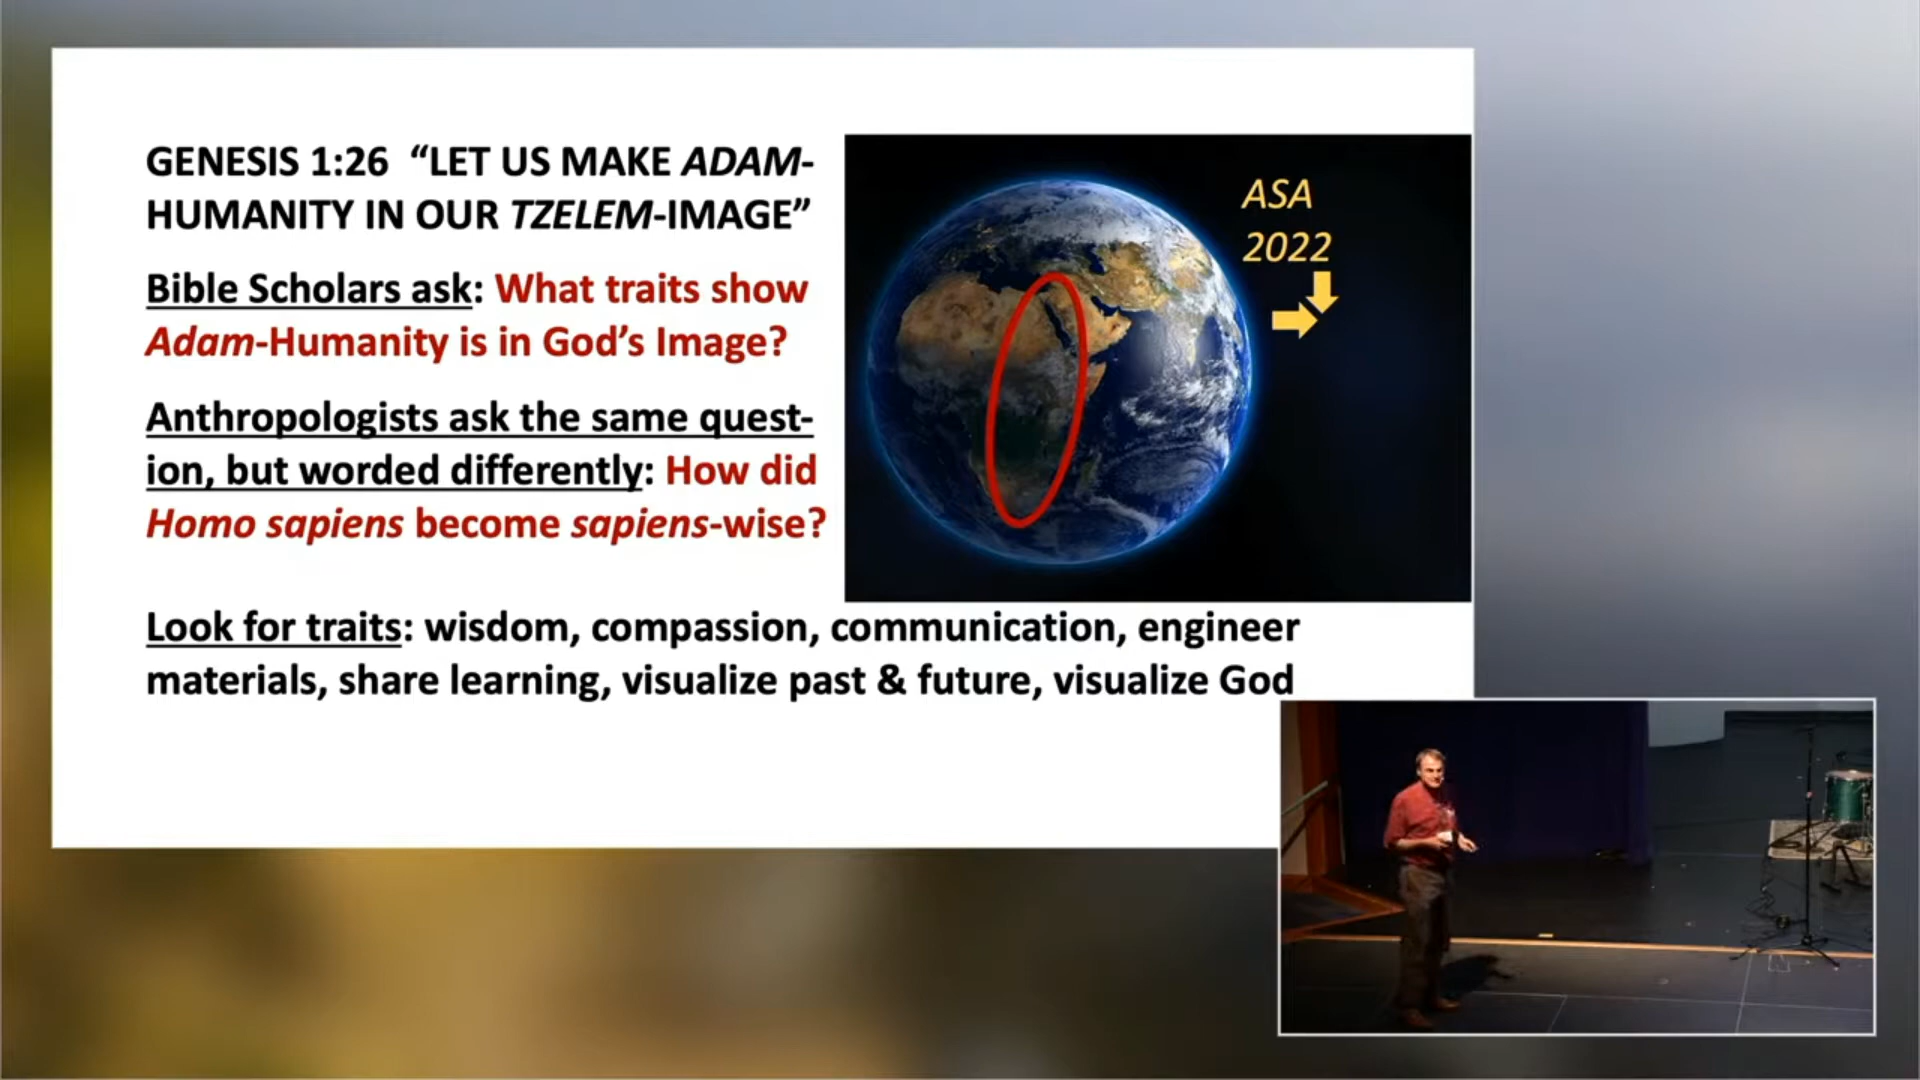 GENESIS 1:26 “LET US MAKE ADAM-
HUMANITY IN OUR TZELEM-IMAGE”
Bible Scholars ask: What traits show
Adam-Humanity is in God’s Image?
Anthropologists ask the same quest-
ion, but worded differently: How did
Homo sapiens become sapiens-wise?
Look for traits: wisdom, compassion, communication, engineer
materials, share learning, visualize past & future, visualize God
ASA
2022